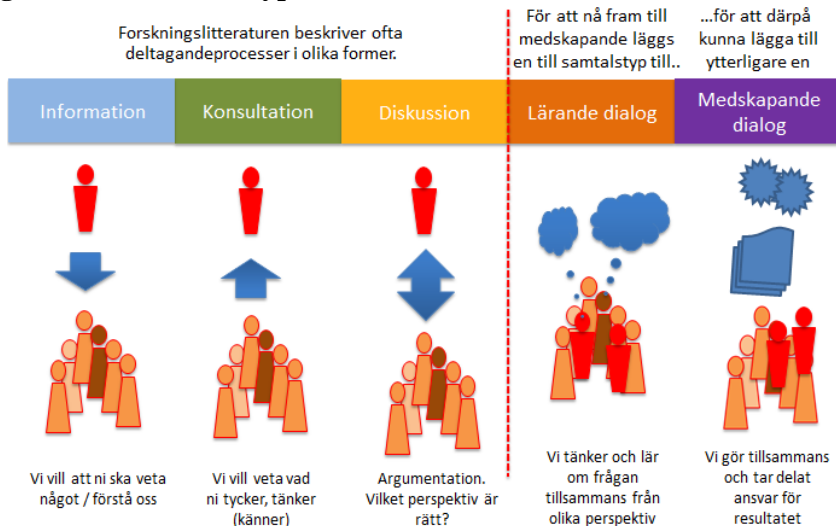 Forskningslitteraturen beskriver ofta
deltagandeprocesser i olika former.
För att nå fram till
medskapande läggs
en till samtalstyp till..
...för att därpå
kunna lägga till
ytterligare en
Information
Konsultation
Diskussion
Lärande dialog
Medskapande
dialog
Vi vill att ni ska veta
något / förstå oss
Vi vill veta vad
ni tycker, tänker
(känner)
Argumentation.
Vilket perspektiv är
rätt?
Vi tänker och lär
om frågan
tillsammans från
olika perspektiv
Vi gör tillsammans
och tar delat
ansvar för
resultatet